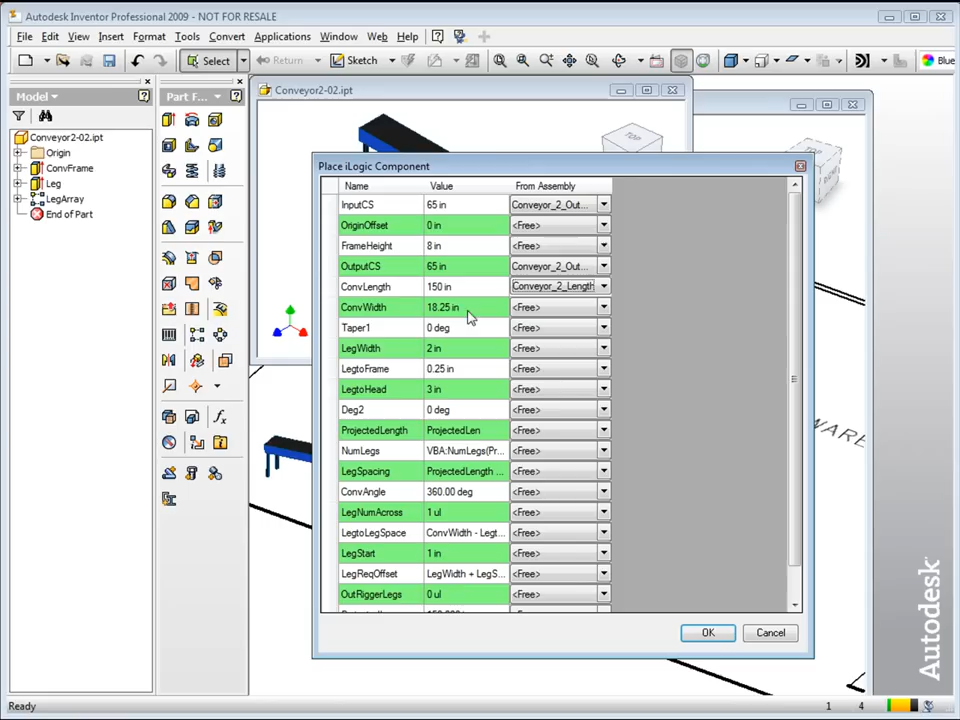 Autodesk Inventor Professional 2009 - NOT FOR RESALE
File Edit View Insert Format Tools Convert Applications Window Web Help
Select Return Sketch Blue
Model
Part F...
Conveyor2-02.ipt
Conveyor2-02.ipt
Origin
ConvFrame
Leg
LegArray
End of Part
TOP
Place iLogic Component
Name Value From Assembly
InputCS 65 in Conveyor_2_Out...
OriginOffset 0 in <Free>
FrameHeight 8 in <Free>
OutputCS 65 in Conveyor_2_Out...
ConvLength 150 in Conveyor_2_Length
ConvWidth 18.25 in <Free>
Taper1 0 deg <Free>
LegWidth 2 in <Free>
LegtoFrame 0.25 in <Free>
LegtoHead 3 in <Free>
Deg2 0 deg <Free>
ProjectedLength ProjectedLen <Free>
NumLegs VBA:NumLegs(Pr... <Free>
LegSpacing ProjectedLength ... <Free>
ConvAngle 360.00 deg <Free>
LegNumAcross 1 ul <Free>
LegtoLegSpace ConvWidth - Legt... <Free>
LegStart 1 in <Free>
LegReqOffset LegWidth + LegS... <Free>
OutRiggerLegs 0 ul <Free>
OK Cancel
Autodesk
Ready 1 4